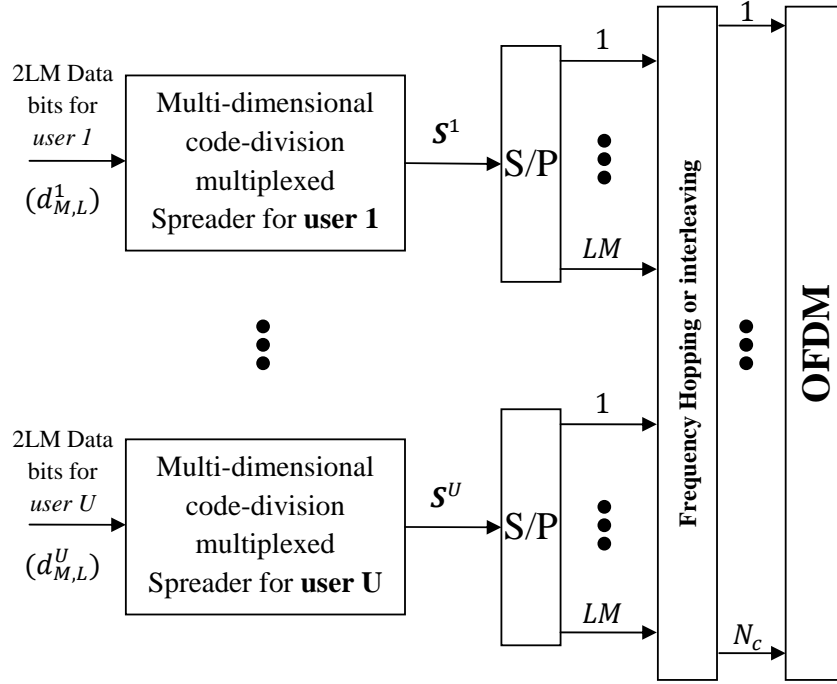 2LM Data
bits for
user 1
(d¹_{M,L})
Multi-dimensional
code-division
multiplexed
Spreader for user 1
S¹
S/P
1
LM
2LM Data
bits for
user U
(d^U_{M,L})
Multi-dimensional
code-division
multiplexed
Spreader for user U
S^U
S/P
1
LM
Frequency Hopping or interleaving
1
N_c
OFDM